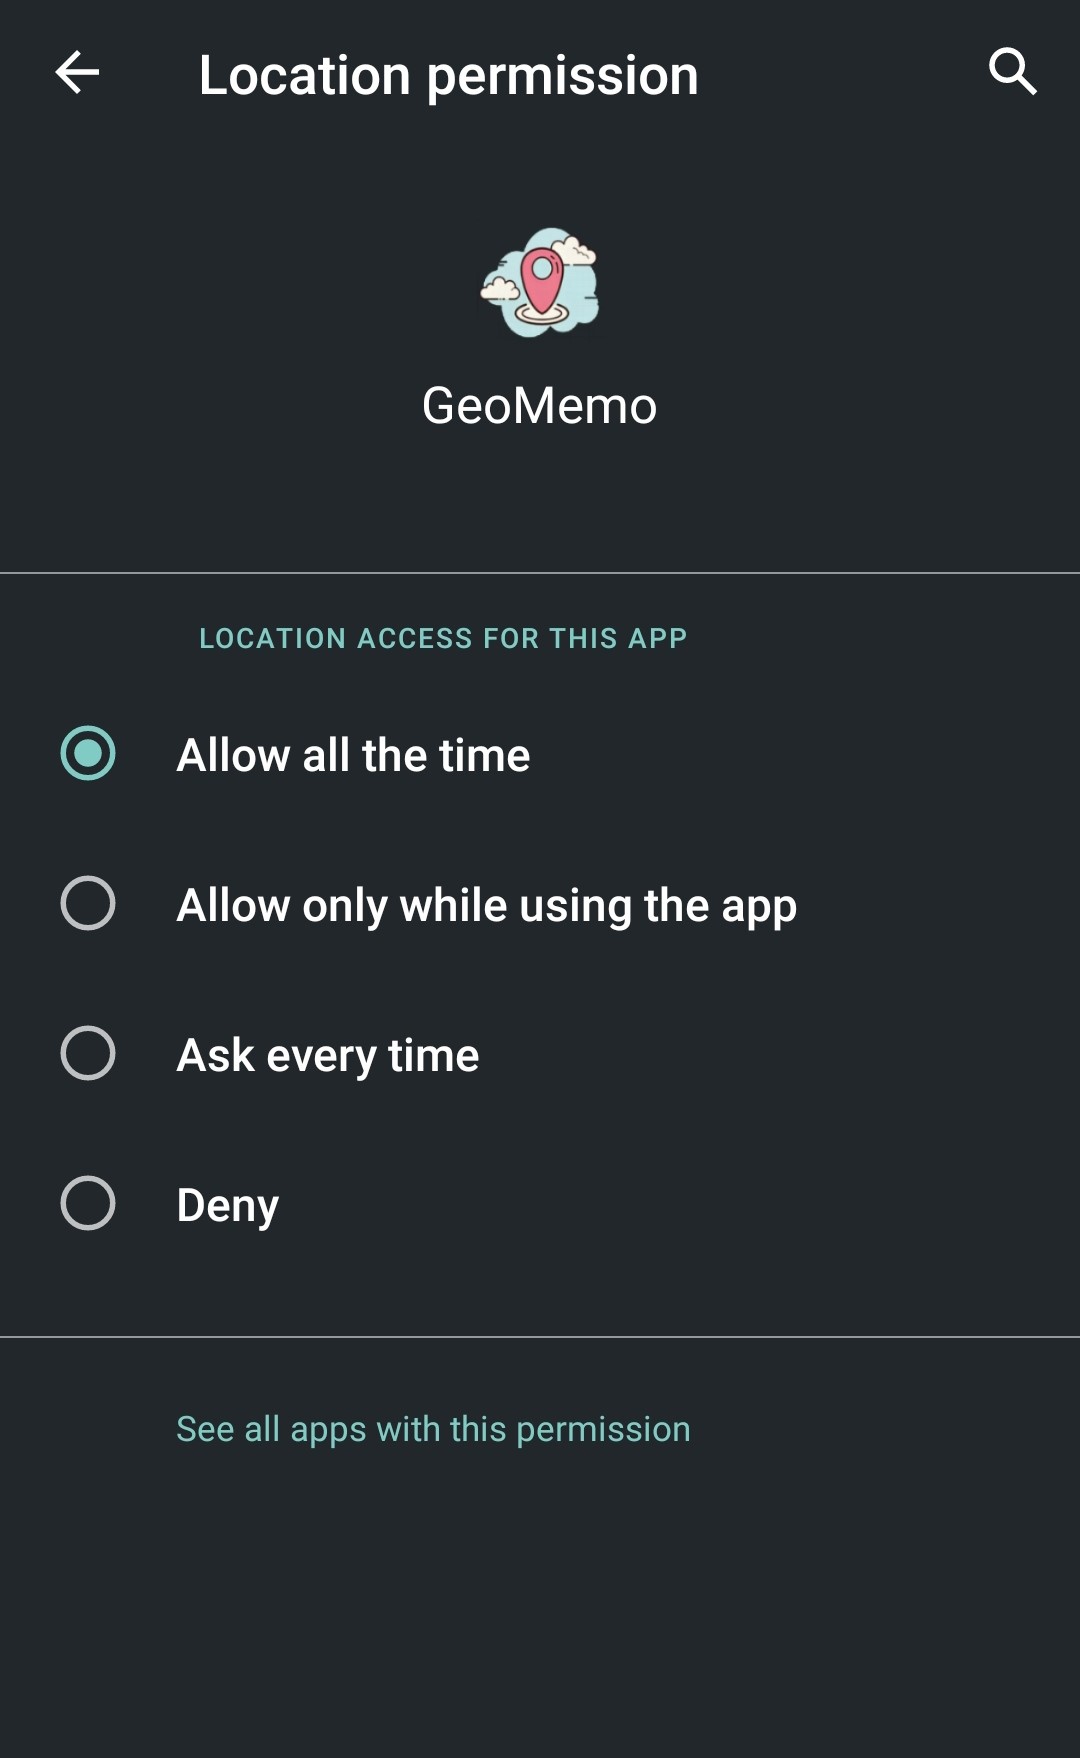 Location permission
GeoMemo
LOCATION ACCESS FOR THIS APP
Allow all the time
Allow only while using the app
Ask every time
Deny
See all apps with this permission